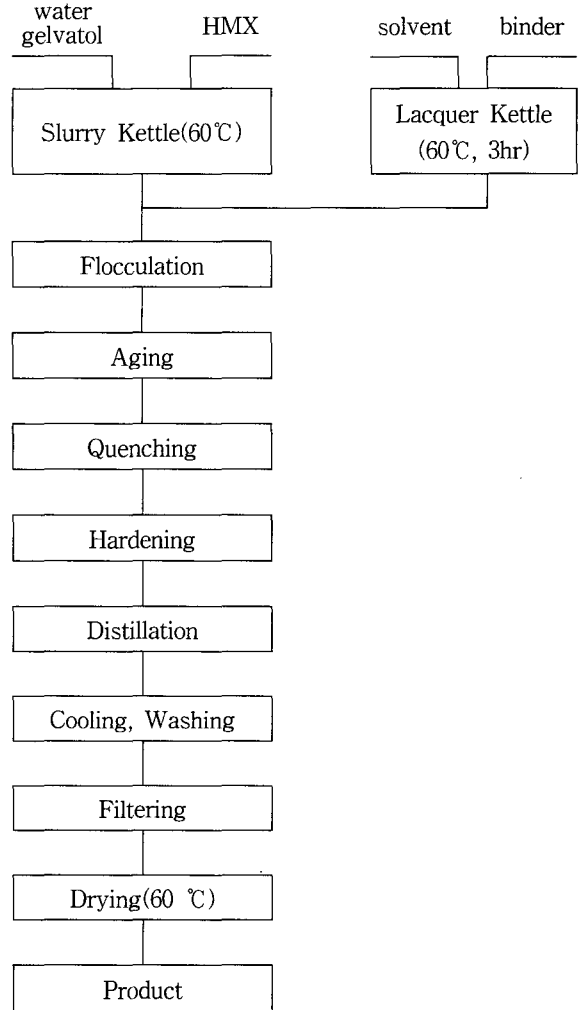 water
gelvatol
HMX
solvent
binder
Slurry Kettle(60℃)
Lacquer Kettle
(60℃, 3hr)
Flocculation
Aging
Quenching
Hardening
Distillation
Cooling, Washing
Filtering
Drying(60 ℃)
Product